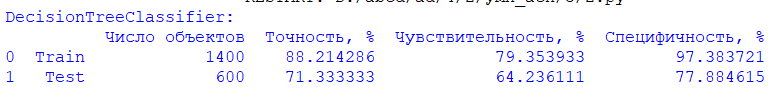 DecisionTreeClassifier:
Число объектов Точность, % Чувствительность, % Специфичность, %
0 Train 1400 88.214286 79.353933 97.383721
1 Test 600 71.333333 64.236111 77.884615